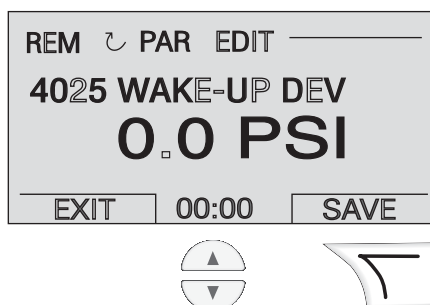 REM ↻ PAR EDIT
4025 WAKE-UP DEV
0.0 PSI
EXIT 00:00 SAVE